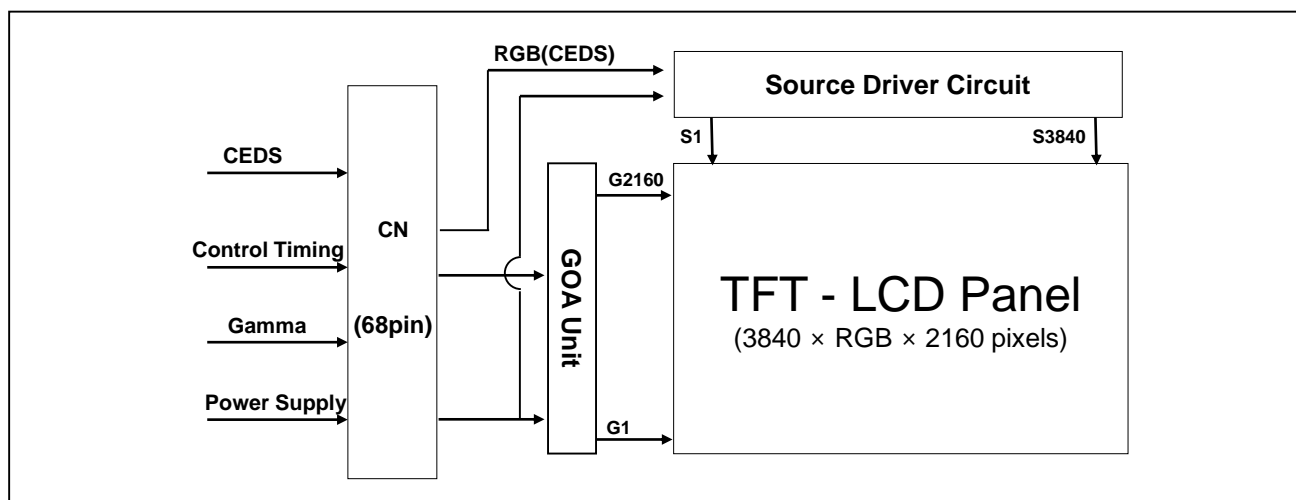 RGB(CEDS)
Source Driver Circuit
S1
S3840
CEDS
G2160
CN
Control Timing
GOA Unit
TFT - LCD Panel
(3840 × RGB × 2160 pixels)
Gamma
(68pin)
Power Supply
G1